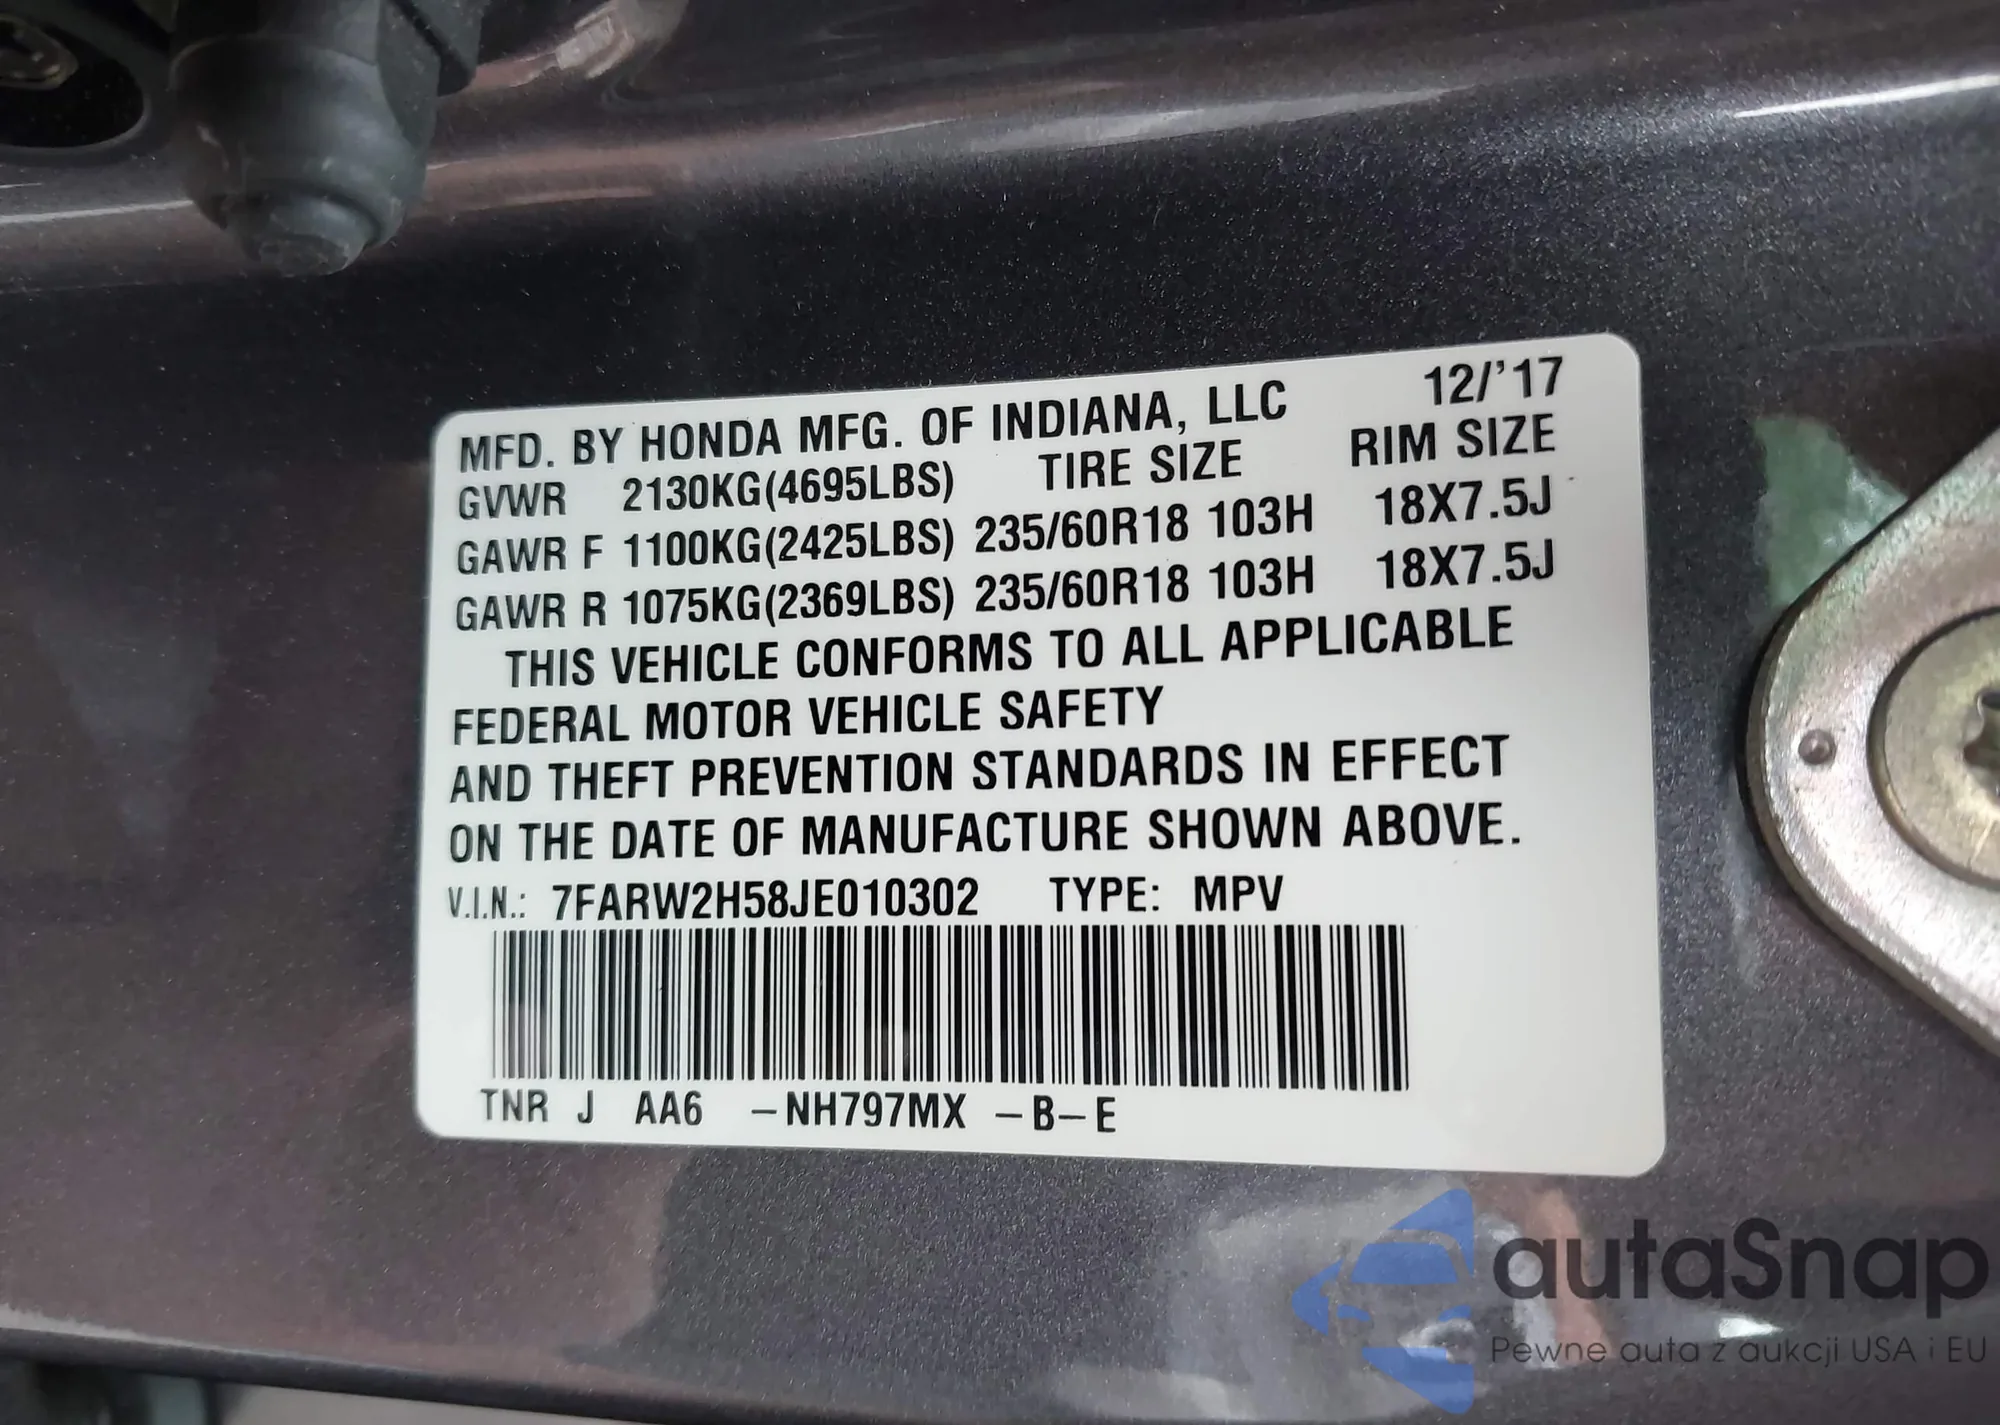 MFD. BY HONDA MFG. OF INDIANA, LLC 12/'17
GVWR 2130KG(4695LBS) TIRE SIZE RIM SIZE
GAWR F 1100KG(2425LBS) 235/60R18 103H 18X7.5J
GAWR R 1075KG(2369LBS) 235/60R18 103H 18X7.5J
THIS VEHICLE CONFORMS TO ALL APPLICABLE
FEDERAL MOTOR VEHICLE SAFETY
AND THEFT PREVENTION STANDARDS IN EFFECT
ON THE DATE OF MANUFACTURE SHOWN ABOVE.
V.I.N.: 7FARW2H58JE010302 TYPE: MPV
TNR J AA6 -NH797MX -B-E
autaSnap
Pewne auta z aukcji USA i EU